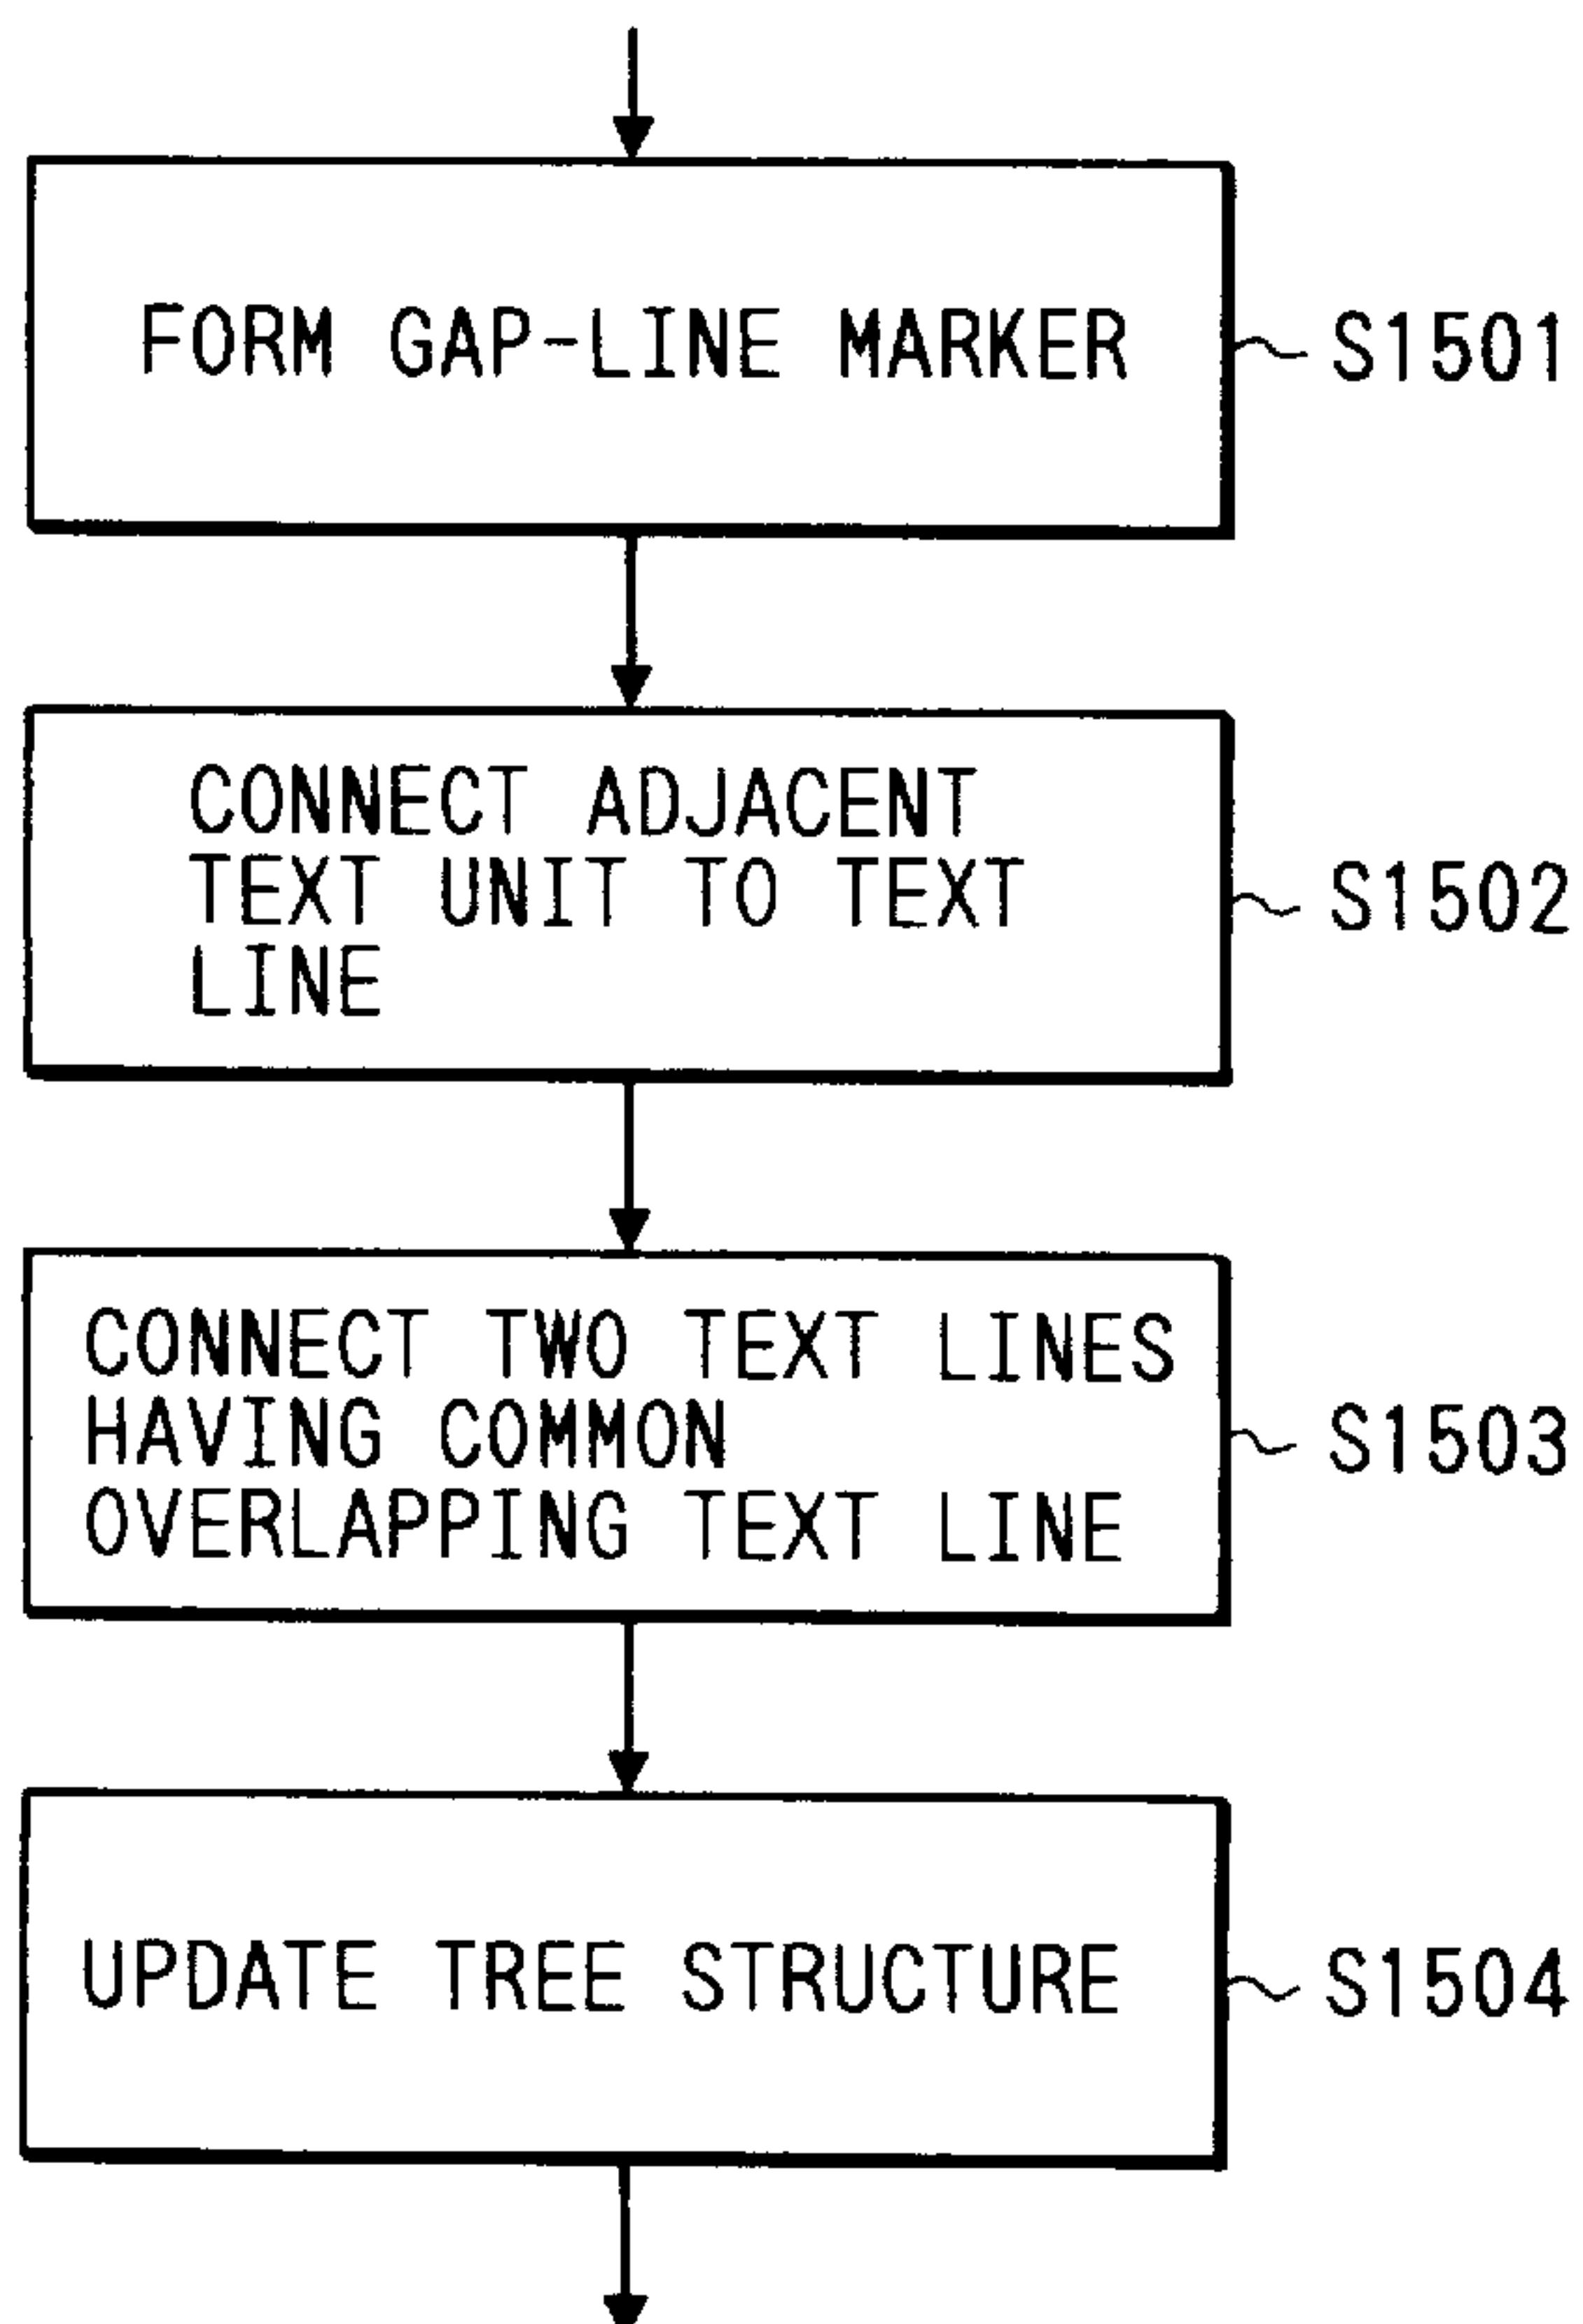 FORM GAP-LINE MARKER
S1501
CONNECT ADJACENT
TEXT UNIT TO TEXT
LINE
S1502
CONNECT TWO TEXT LINES
HAVING COMMON
OVERLAPPING TEXT LINE
S1503
UPDATE TREE STRUCTURE
S1504